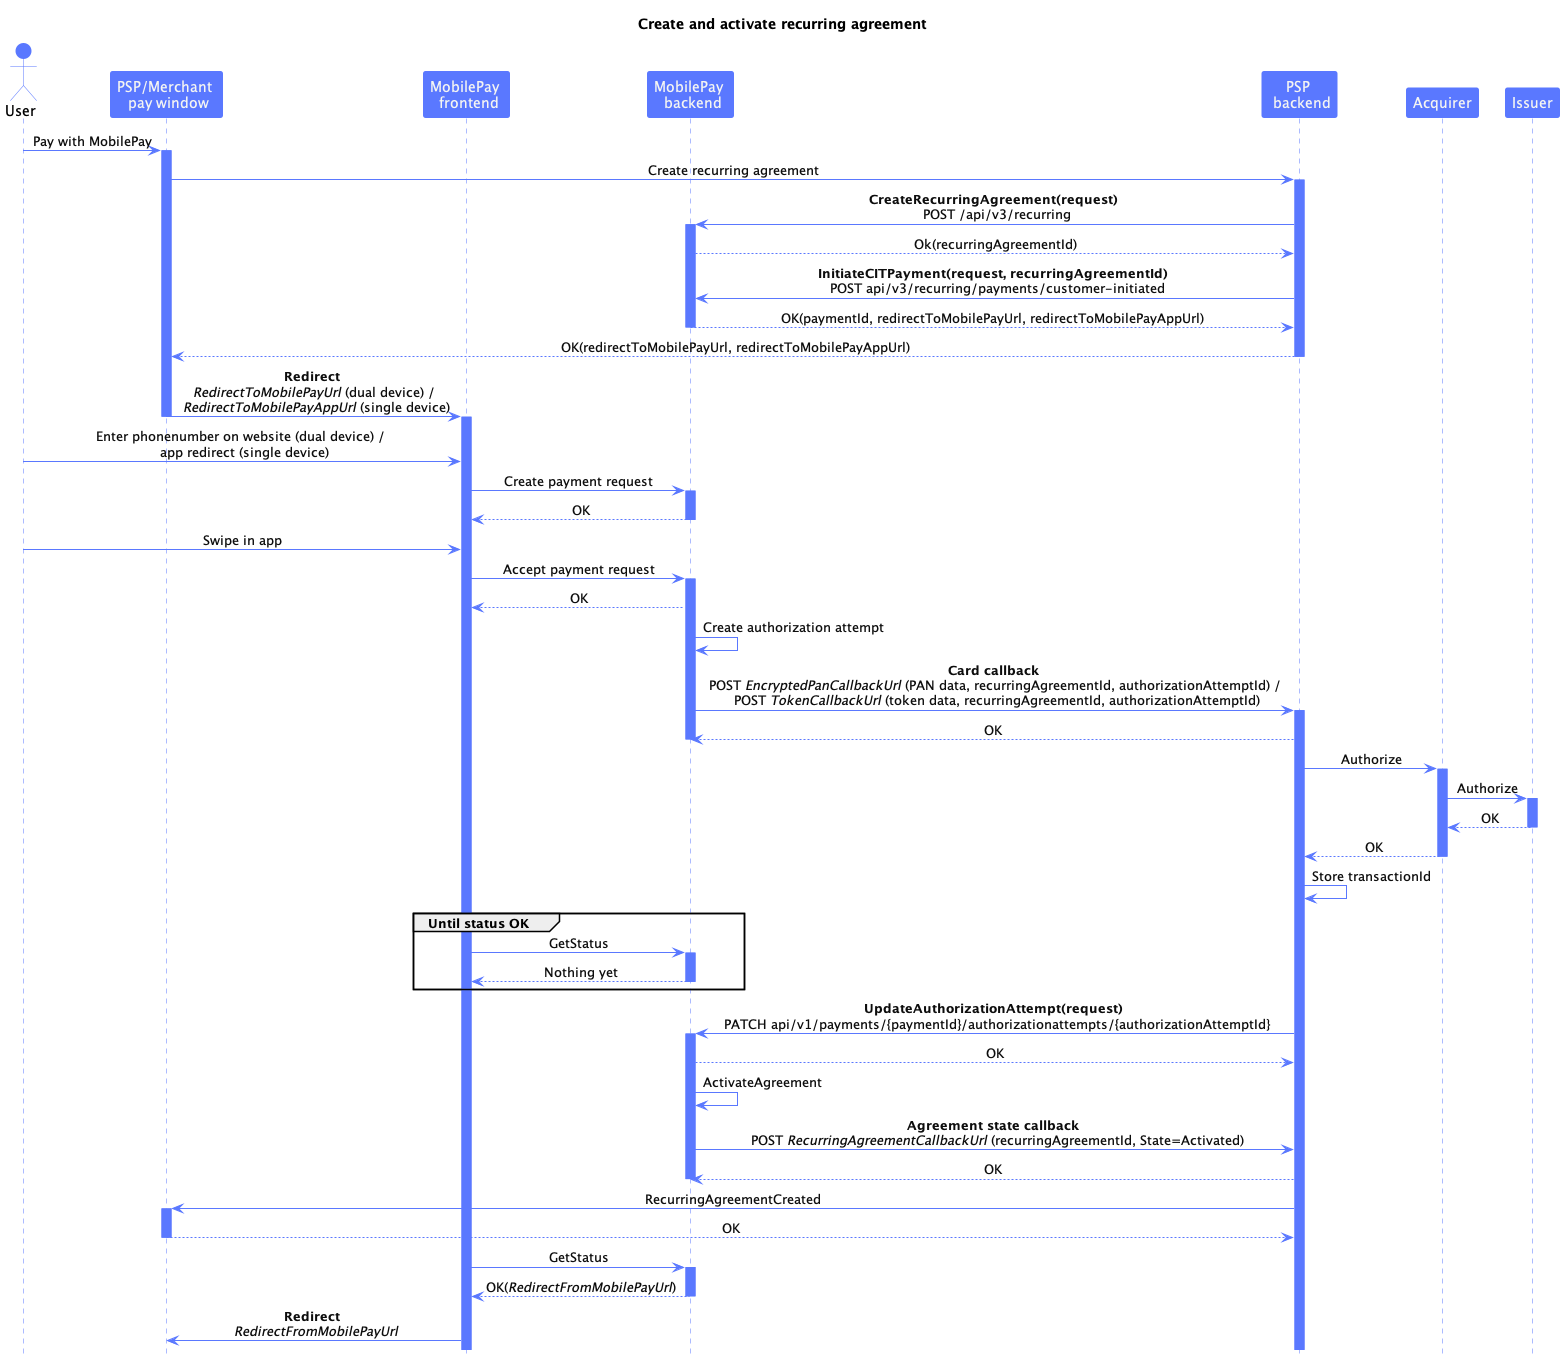 Create and activate recurring agreement
User
PSP/Merchant
pay window
MobilePay
frontend
MobilePay
backend
PSP
backend
Acquirer
Issuer
Pay with MobilePay
Create recurring agreement
CreateRecurringAgreement(request)
POST /api/v3/recurring
Ok(recurringAgreementId)
InitiateCITPayment(request, recurringAgreementId)
POST api/v3/recurring/payments/customer-initiated
OK(paymentId, redirectToMobilePayUrl, redirectToMobilePayAppUrl)
OK(redirectToMobilePayUrl, redirectToMobilePayAppUrl)
Redirect
RedirectToMobilePayUrl (dual device) /
RedirectToMobilePayAppUrl (single device)
Enter phonenumber on website (dual device) /
app redirect (single device)
Create payment request
OK
Swipe in app
Accept payment request
OK
Create authorization attempt
Card callback
POST EncryptedPanCallbackUrl (PAN data, recurringAgreementId, authorizationAttemptId) /
POST TokenCallbackUrl (token data, recurringAgreementId, authorizationAttemptId)
OK
Authorize
Authorize
OK
OK
Store transactionId
Until status OK
GetStatus
Nothing yet
UpdateAuthorizationAttempt(request)
PATCH api/v1/payments/{paymentId}/authorizationattempts/{authorizationAttemptId}
OK
ActivateAgreement
Agreement state callback
POST RecurringAgreementCallbackUrl (recurringAgreementId, State=Activated)
OK
RecurringAgreementCreated
OK
GetStatus
OK(RedirectFromMobilePayUrl)
Redirect
RedirectFromMobilePayUrl